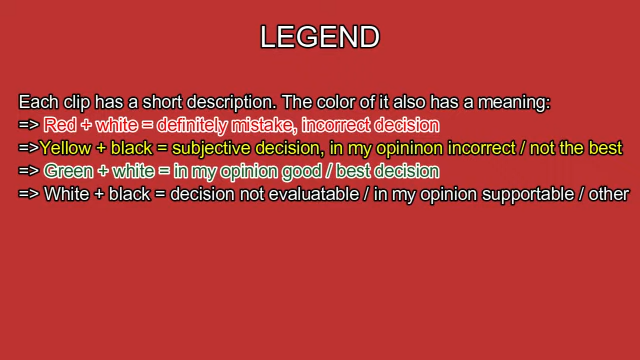 LEGEND
Each clip has a short description. The color of it also has a meaning:
=> Red + white = definitely mistake, incorrect decision
=>Yellow + black = subjective decision, in my opininon incorrect / not the best
=> Green + white = in my opinion good / best decision
=> White + black = decision not evaluatable / in my opinion supportable / other